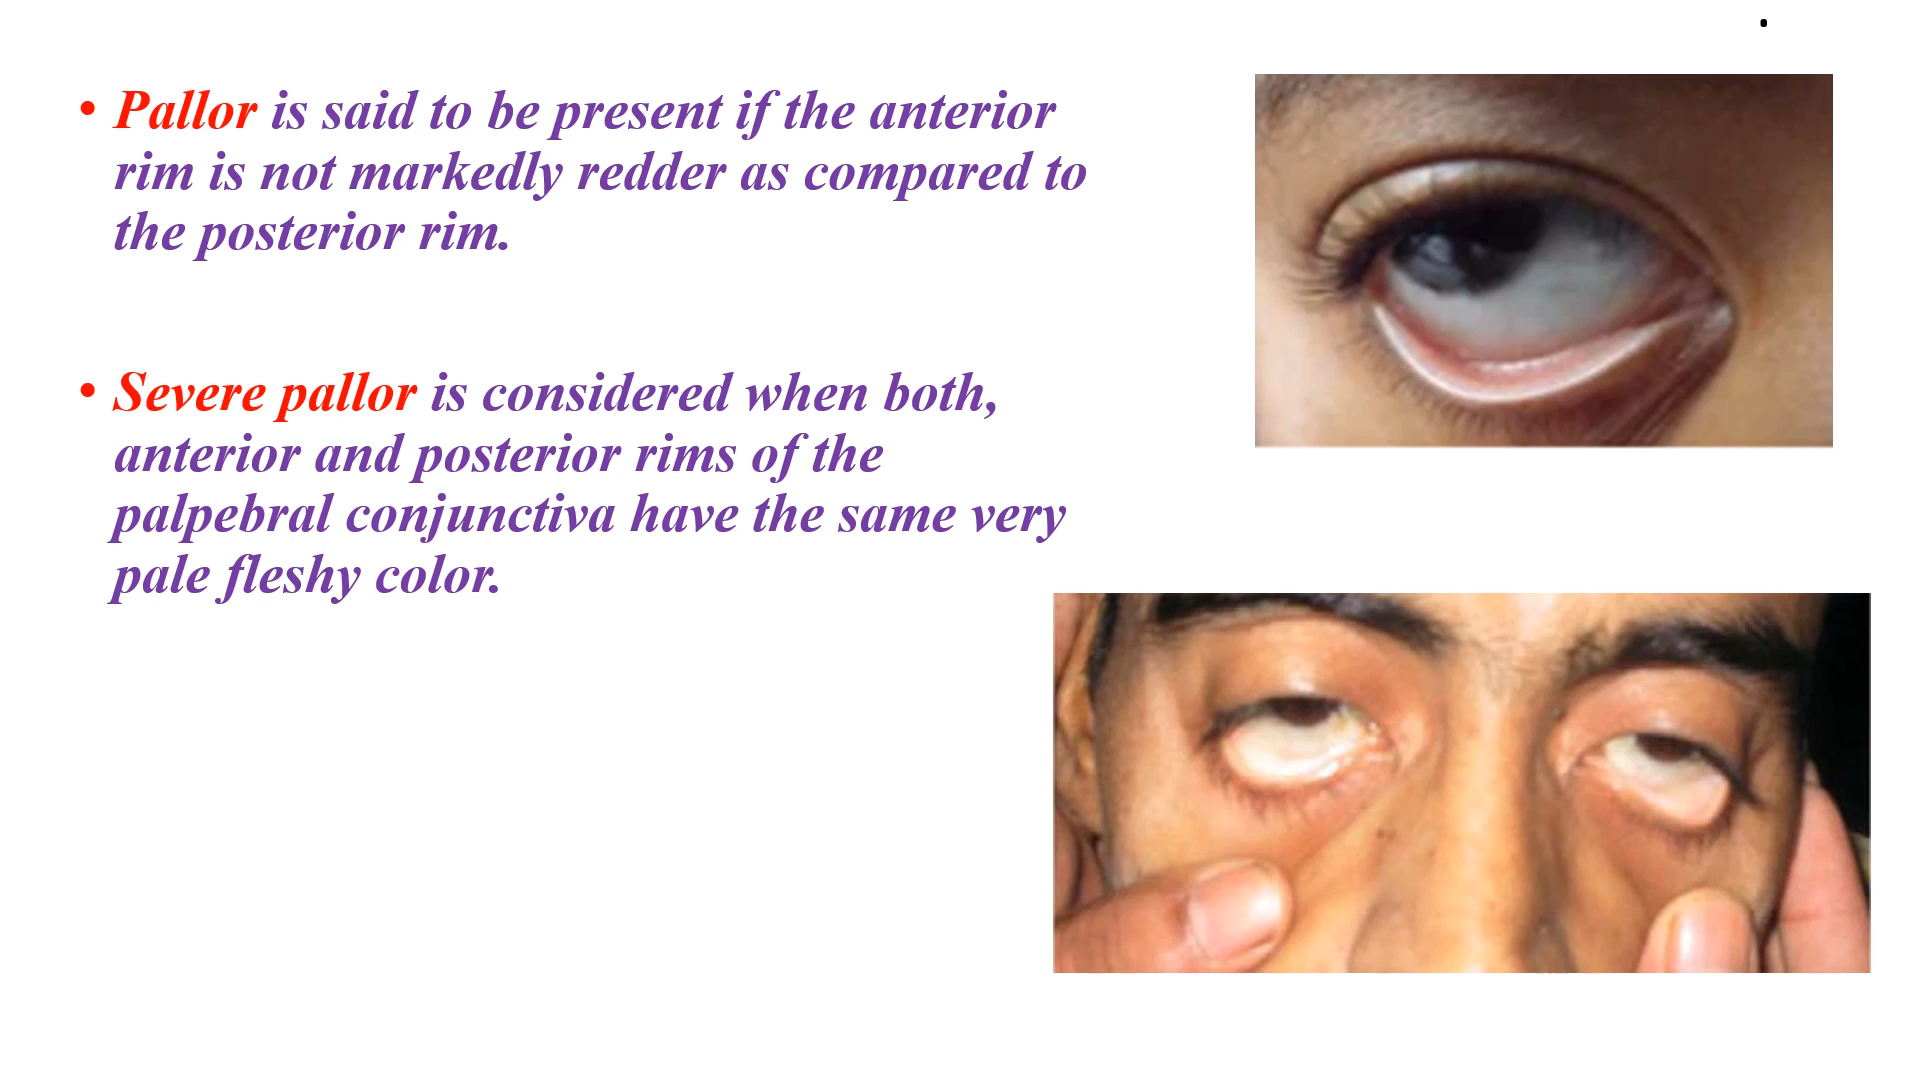 • Pallor is said to be present if the anterior
rim is not markedly redder as compared to
the posterior rim.
• Severe pallor is considered when both,
anterior and posterior rims of the
palpebral conjunctiva have the same very
pale fleshy color.